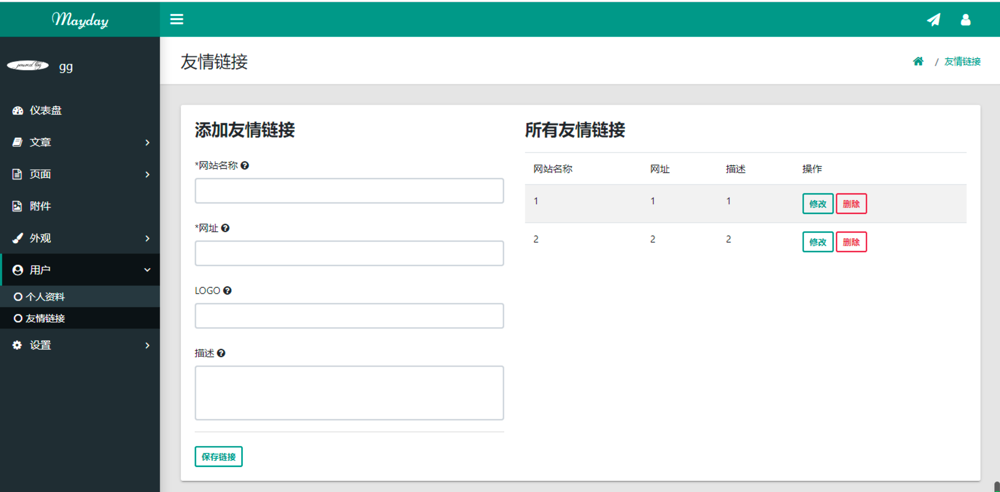 Mayday
gg
仪表盘
文章
页面
附件
外观
用户
个人资料
友情链接
设置
友情链接
/ 友情链接
添加友情链接
*网站名称
*网址
LOGO
描述
保存链接
所有友情链接
网站名称 网址 描述 操作
1 1 1 修改 删除
2 2 2 修改 删除